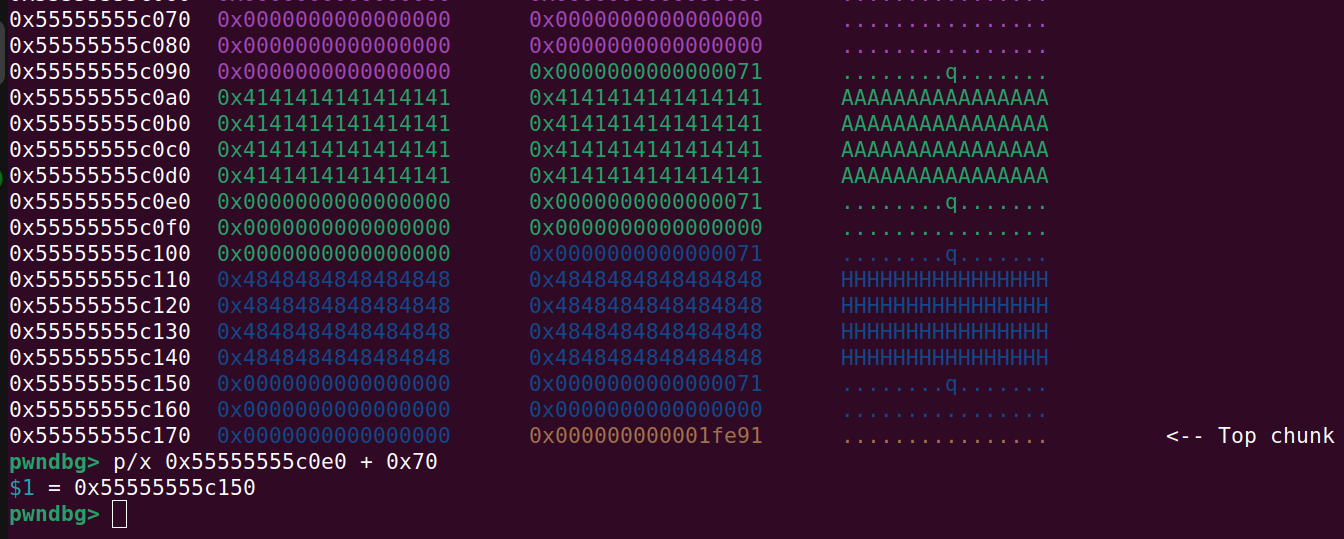 0x55555555c070 0x0000000000000000 0x0000000000000000 ................
0x55555555c080 0x0000000000000000 0x0000000000000000 ................
0x55555555c090 0x0000000000000000 0x0000000000000071 ........q.......
0x55555555c0a0 0x4141414141414141 0x4141414141414141 AAAAAAAAAAAAAAAA
0x55555555c0b0 0x4141414141414141 0x4141414141414141 AAAAAAAAAAAAAAAA
0x55555555c0c0 0x4141414141414141 0x4141414141414141 AAAAAAAAAAAAAAAA
0x55555555c0d0 0x4141414141414141 0x4141414141414141 AAAAAAAAAAAAAAAA
0x55555555c0e0 0x0000000000000000 0x0000000000000071 ........q.......
0x55555555c0f0 0x0000000000000000 0x0000000000000000 ................
0x55555555c100 0x0000000000000000 0x0000000000000071 ........q.......
0x55555555c110 0x4848484848484848 0x4848484848484848 HHHHHHHHHHHHHHHH
0x55555555c120 0x4848484848484848 0x4848484848484848 HHHHHHHHHHHHHHHH
0x55555555c130 0x4848484848484848 0x4848484848484848 HHHHHHHHHHHHHHHH
0x55555555c140 0x4848484848484848 0x4848484848484848 HHHHHHHHHHHHHHHH
0x55555555c150 0x0000000000000000 0x0000000000000071 ........q.......
0x55555555c160 0x0000000000000000 0x0000000000000000 ................
0x55555555c170 0x0000000000000000 0x000000000001fe91 ................ <-- Top chunk
pwndbg> p/x 0x55555555c0e0 + 0x70
$1 = 0x55555555c150
pwndbg>